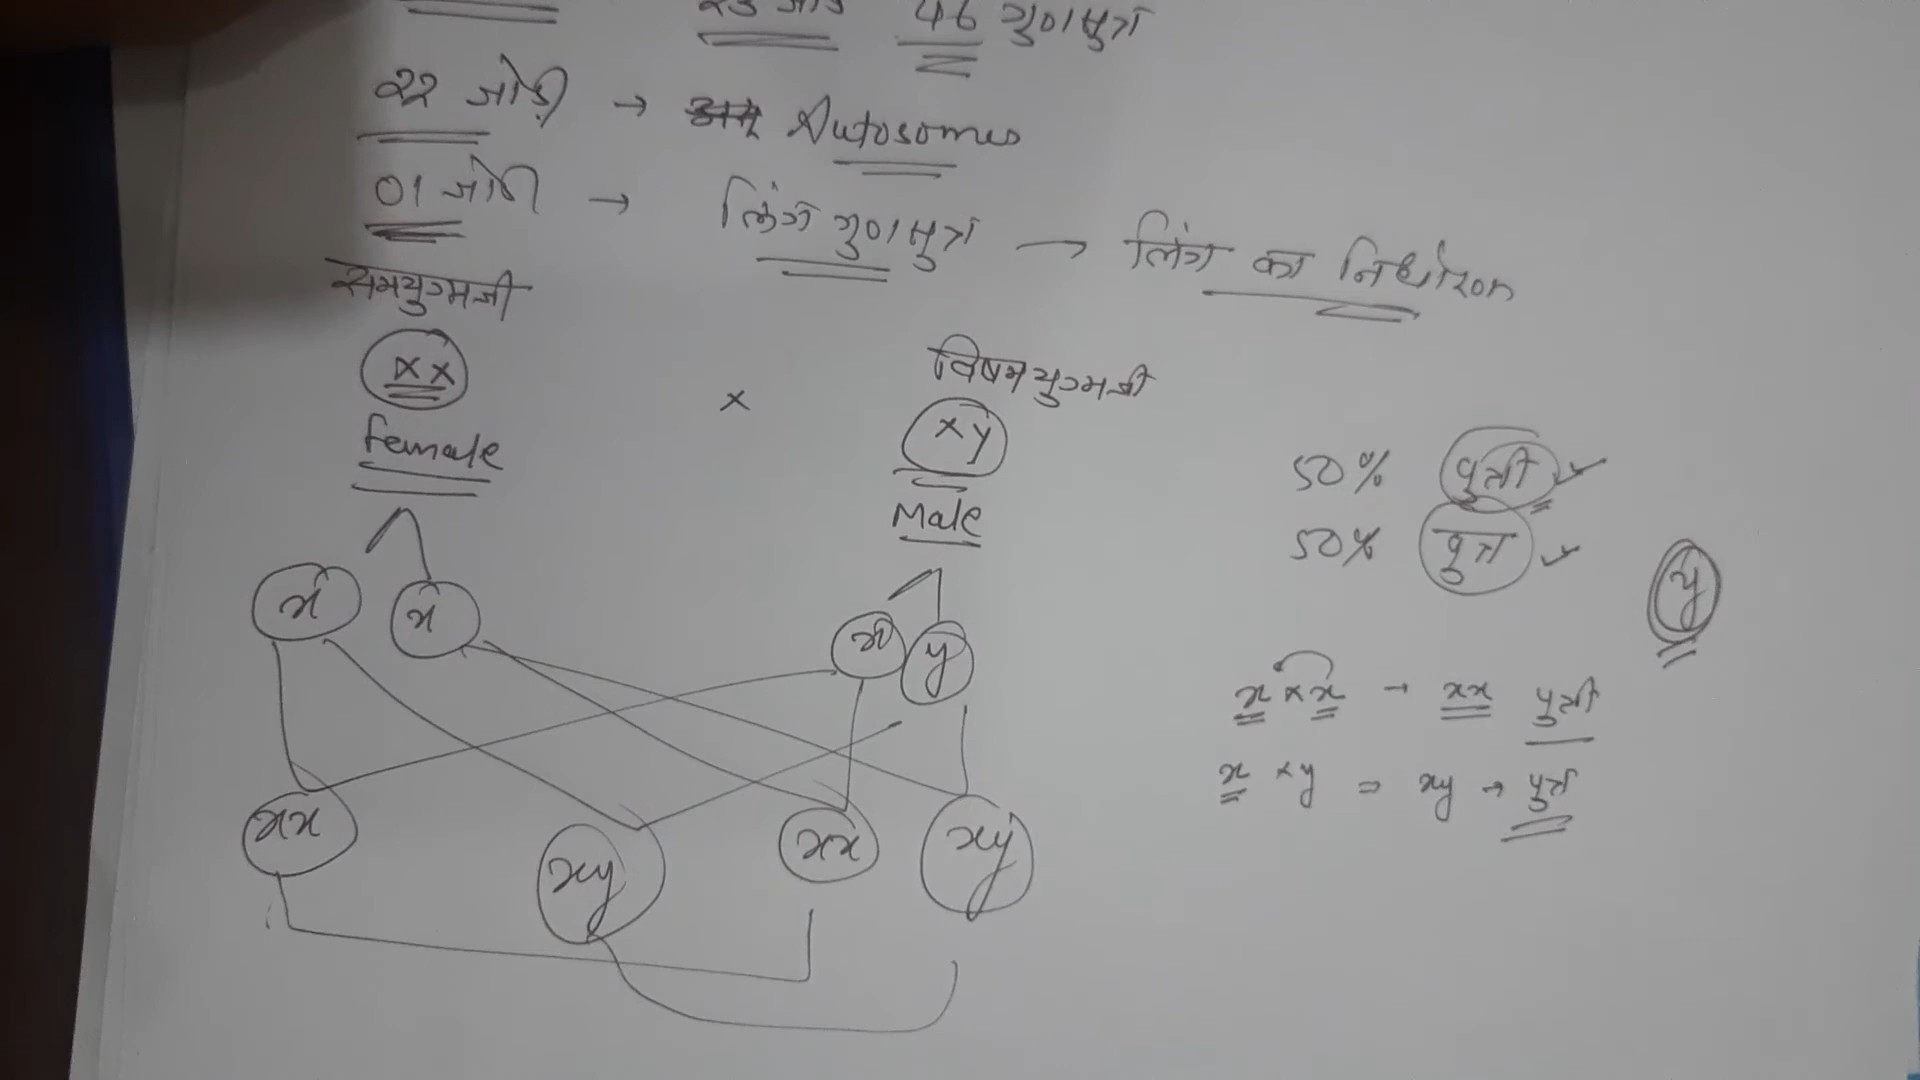 23 जोडी 46 गुणसुत्र
22 जोडी → Autosomes
01 जोडी → लिंग गुणसुत्र → लिंग का निर्धारण
समयुग्मजी
विषमयुग्मजी
XX × XY
Female
Male
50% पुत्री ✓
50% पुत्र ✓
y
x x x y
x × x → xx पुत्री
x × y = xy → पुत्र
xx xy xx xy